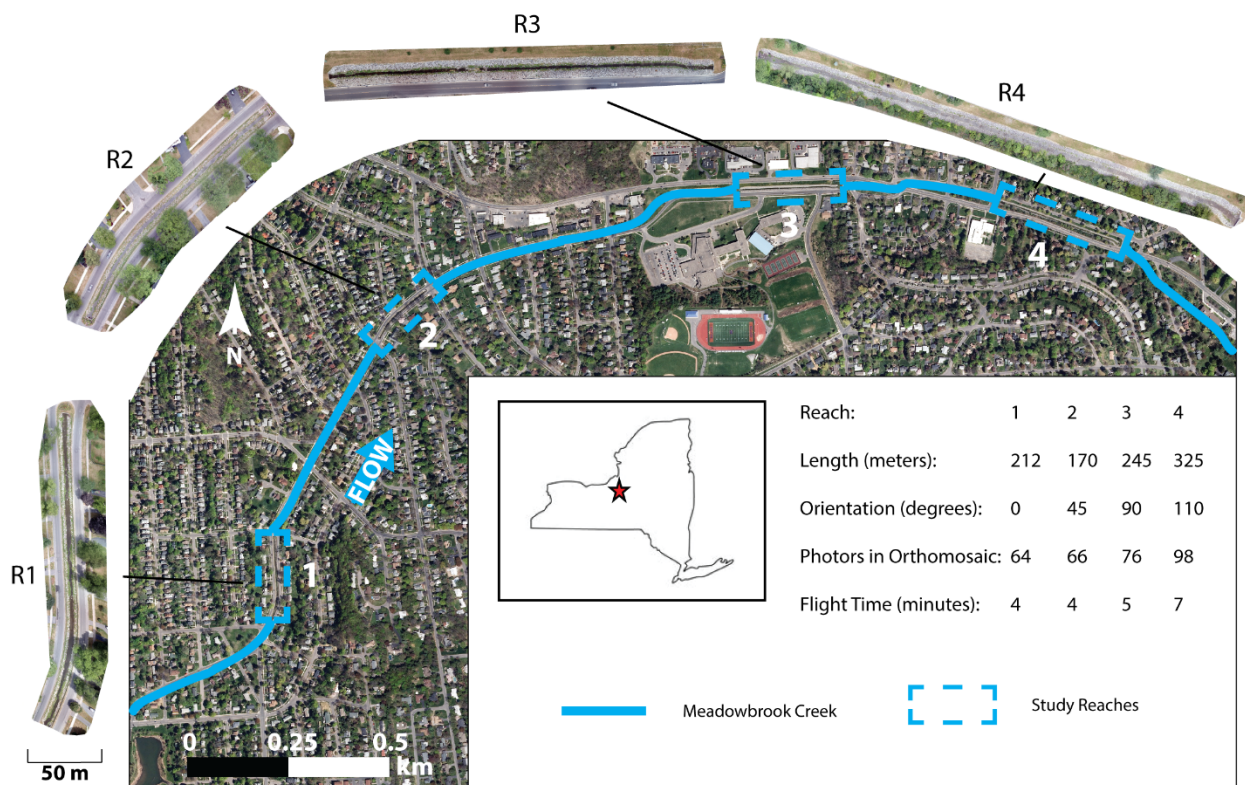 R3
R4
R2
R1
N
FLOW
1
2
3
4
Reach: 1 2 3 4
Length (meters): 212 170 245 325
Orientation (degrees): 0 45 90 110
Photors in Orthomosaic: 64 66 76 98
Flight Time (minutes): 4 4 5 7
Meadowbrook Creek
Study Reaches
0 0.25 0.5
km
50 m